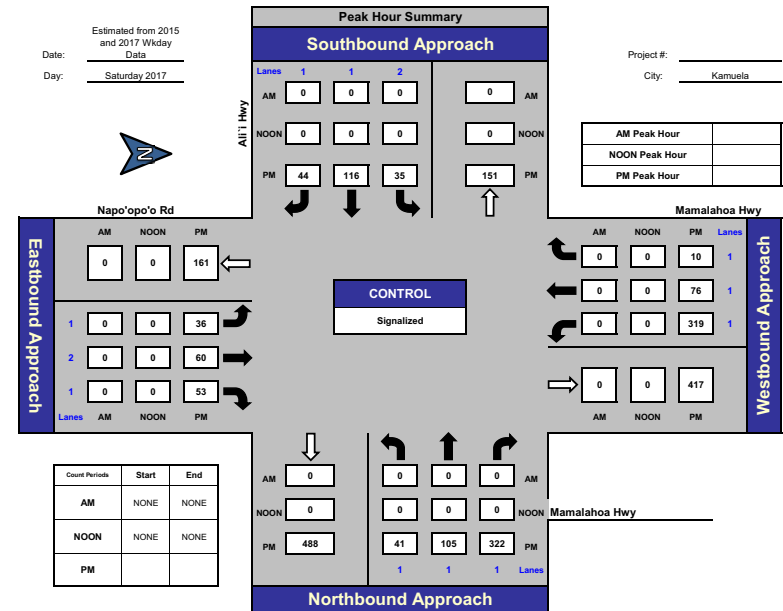 Peak Hour Summary
Estimated from 2015
and 2017 Wkday
Date: Data
Day: Saturday 2017
Southbound Approach
Project #:
City: Kamuela
Lanes 1 1 2
AM 0 0 0 0 AM
NOON 0 0 0 0 NOON
PM 44 116 35 151 PM
Ali'i Hwy
N
AM Peak Hour
NOON Peak Hour
PM Peak Hour
Napo'opo'o Rd
Mamalahoa Hwy
Eastbound Approach
AM NOON PM
0 0 161
1 0 0 36
2 0 0 60
1 0 0 53
Lanes AM NOON PM
CONTROL
Signalized
AM NOON PM Lanes
0 0 10 1
0 0 76 1
0 0 319 1
0 0 417
AM NOON PM
Westbound Approach
Count Periods Start End
AM NONE NONE
NOON NONE NONE
PM
AM 0 0 0 0 AM
NOON 0 0 0 0 NOON
PM 488 41 105 322 PM
1 1 1 Lanes
Mamalahoa Hwy
Northbound Approach